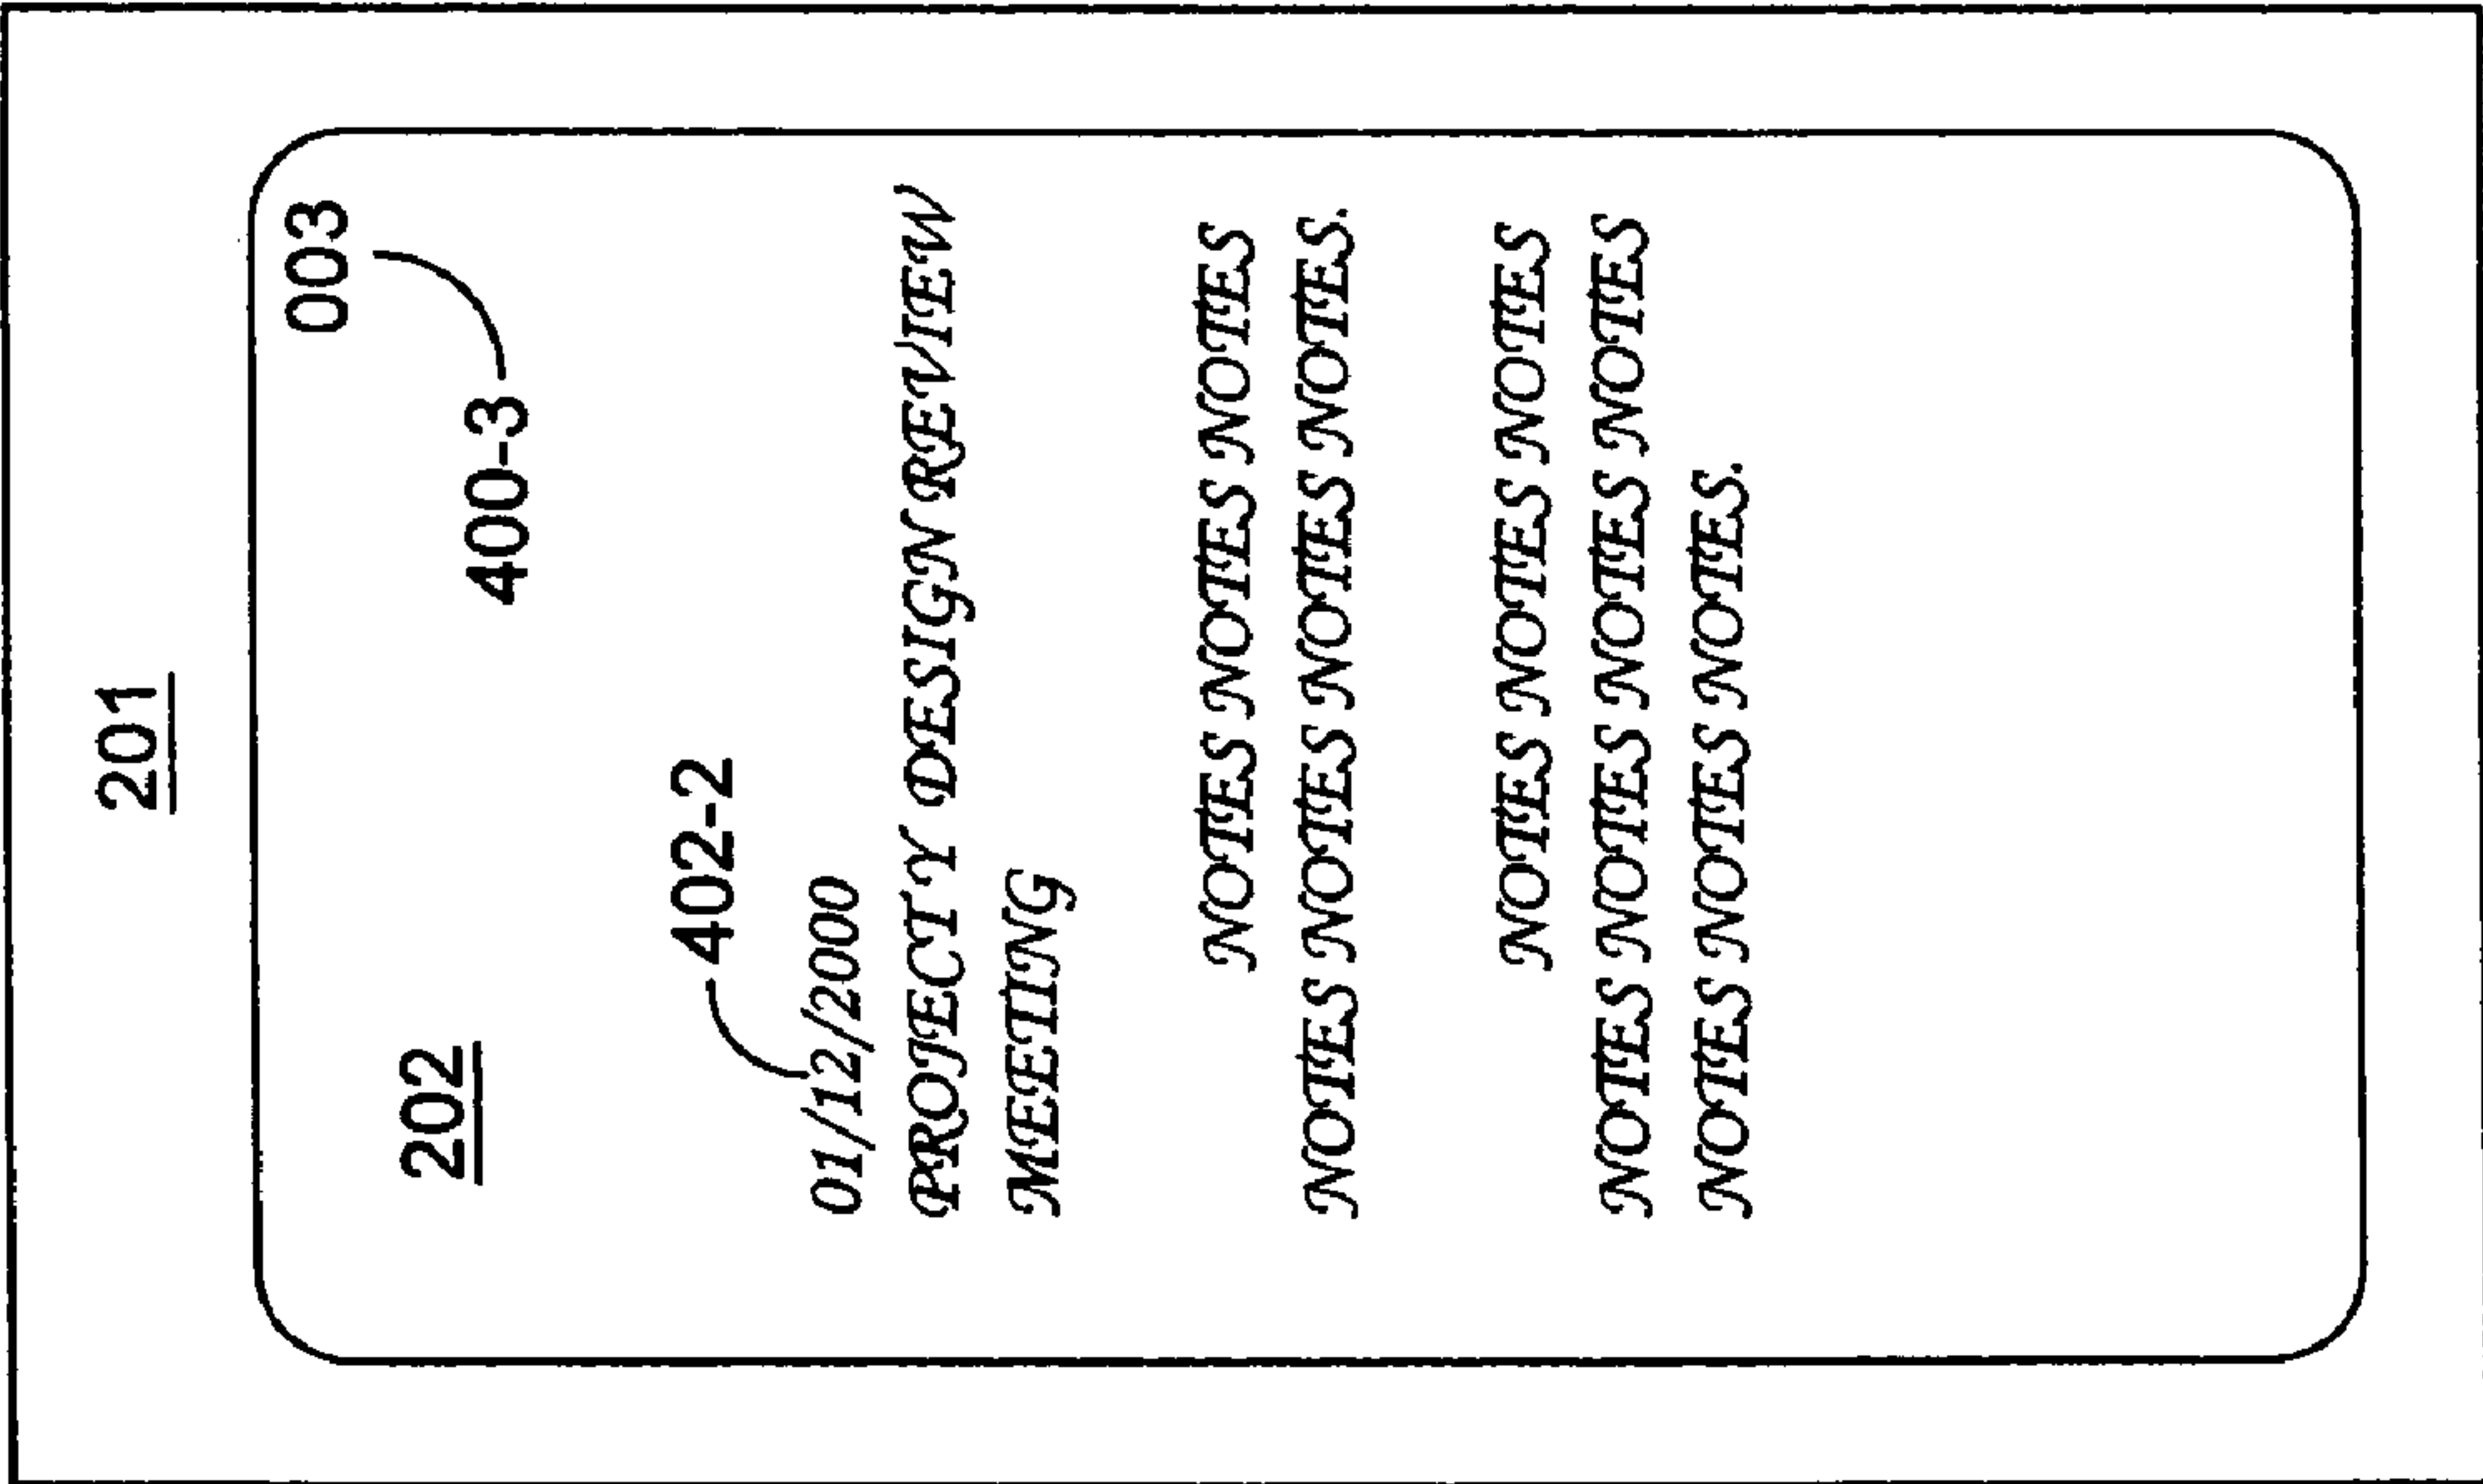 201
003
400-3
202
402-2
01/12/2000
PROJECT Y DESIGN REVIEW
MEETING
NOTES NOTES NOTES
NOTES NOTES NOTES NOTES.
NOTES NOTES NOTES
NOTES NOTES NOTES NOTES
NOTES NOTES NOTES.